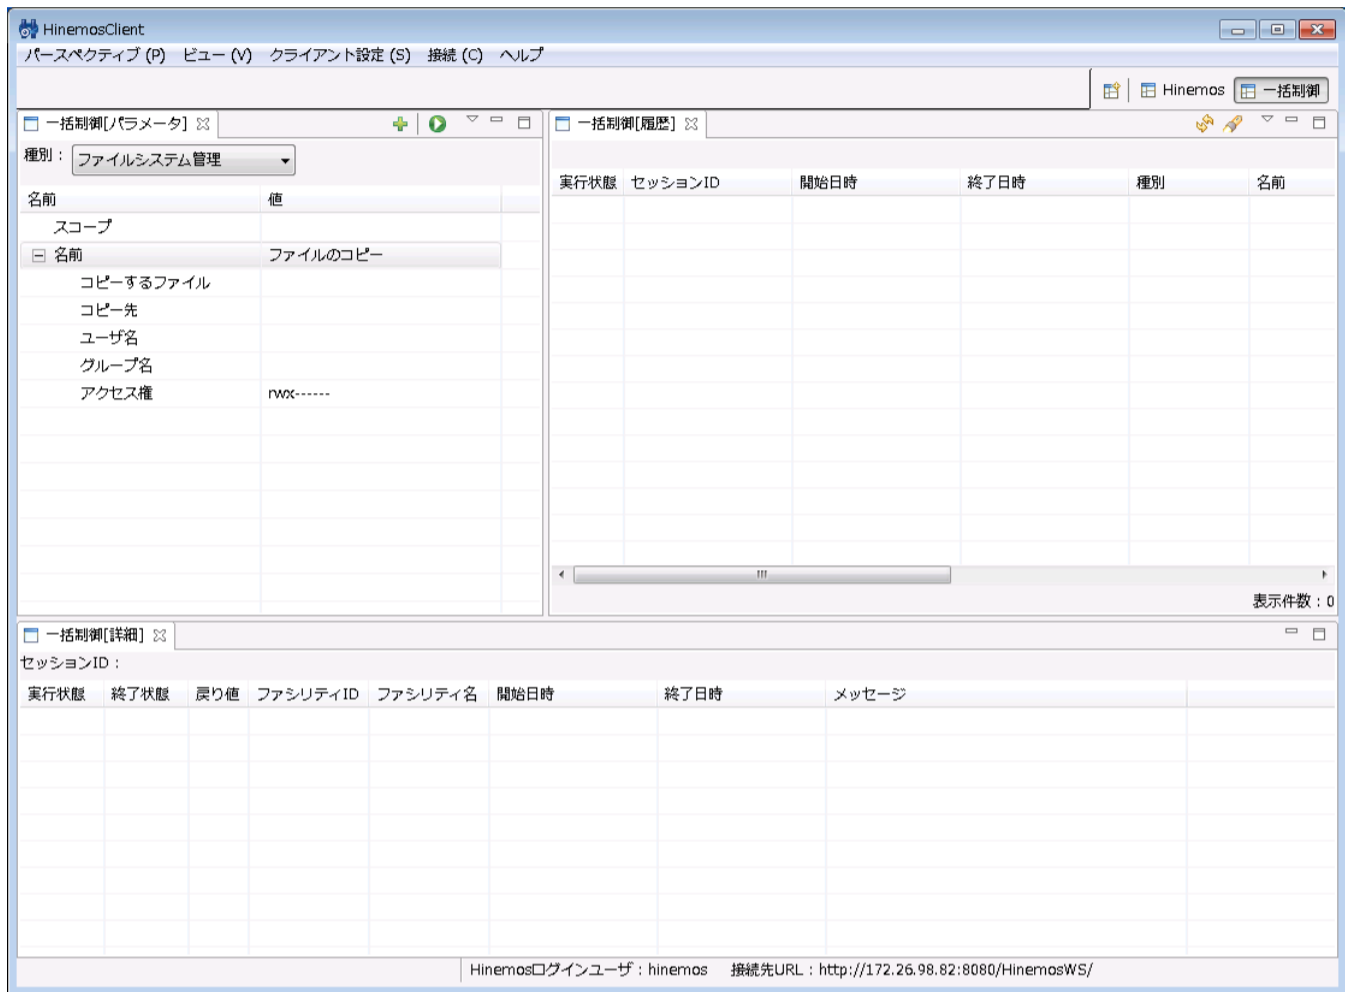 HinemosClient
パースペクティブ (P) ビュー (V) クライアント設定 (S) 接続 (C) ヘルプ
Hinemos 一括制御
一括制御[パラメータ]
種別： ファイルシステム管理
名前 値
スコープ
名前 ファイルのコピー
コピーするファイル
コピー先
ユーザ名
グループ名
アクセス権 rwx------
一括制御[履歴]
実行状態 セッションID 開始日時 終了日時 種別 名前
表示件数：0
一括制御[詳細]
セッションID：
実行状態 終了状態 戻り値 ファシリティID ファシリティ名 開始日時 終了日時 メッセージ
Hinemosログインユーザ：hinemos 接続先URL：http://172.26.98.82:8080/HinemosWS/